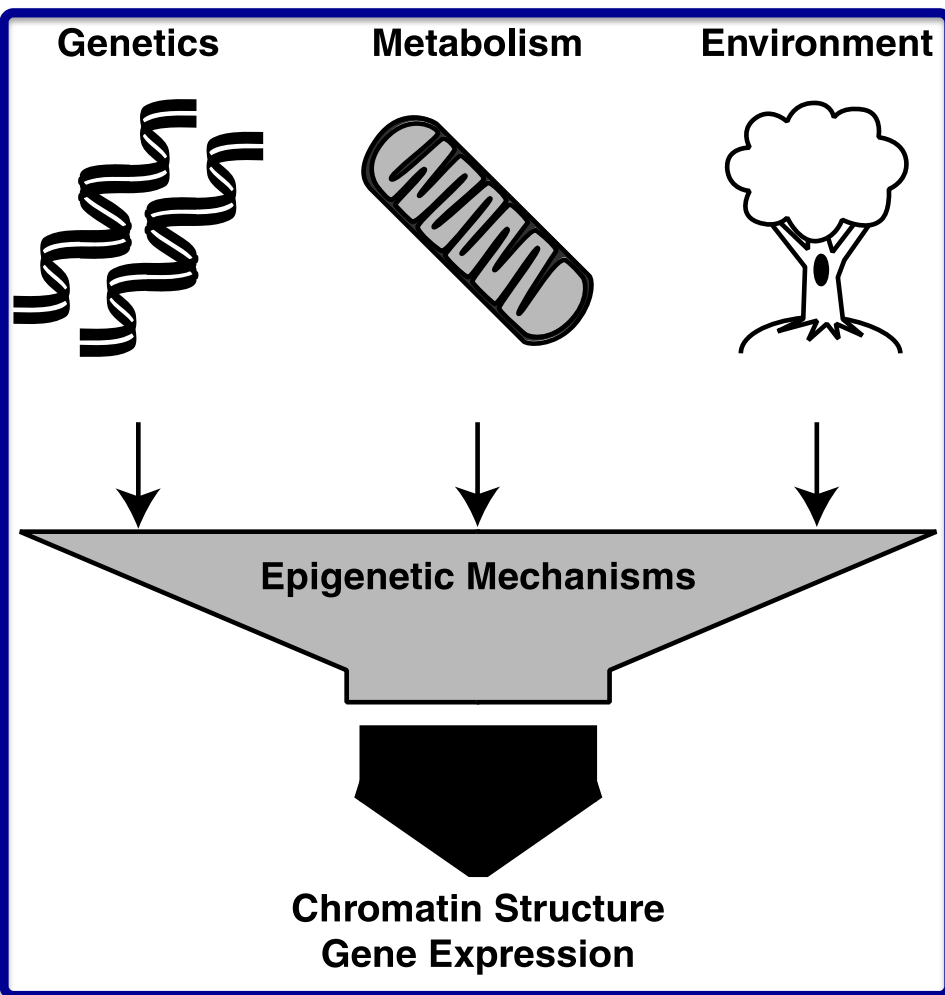 Genetics
Metabolism
Environment
Epigenetic Mechanisms
Chromatin Structure
Gene Expression